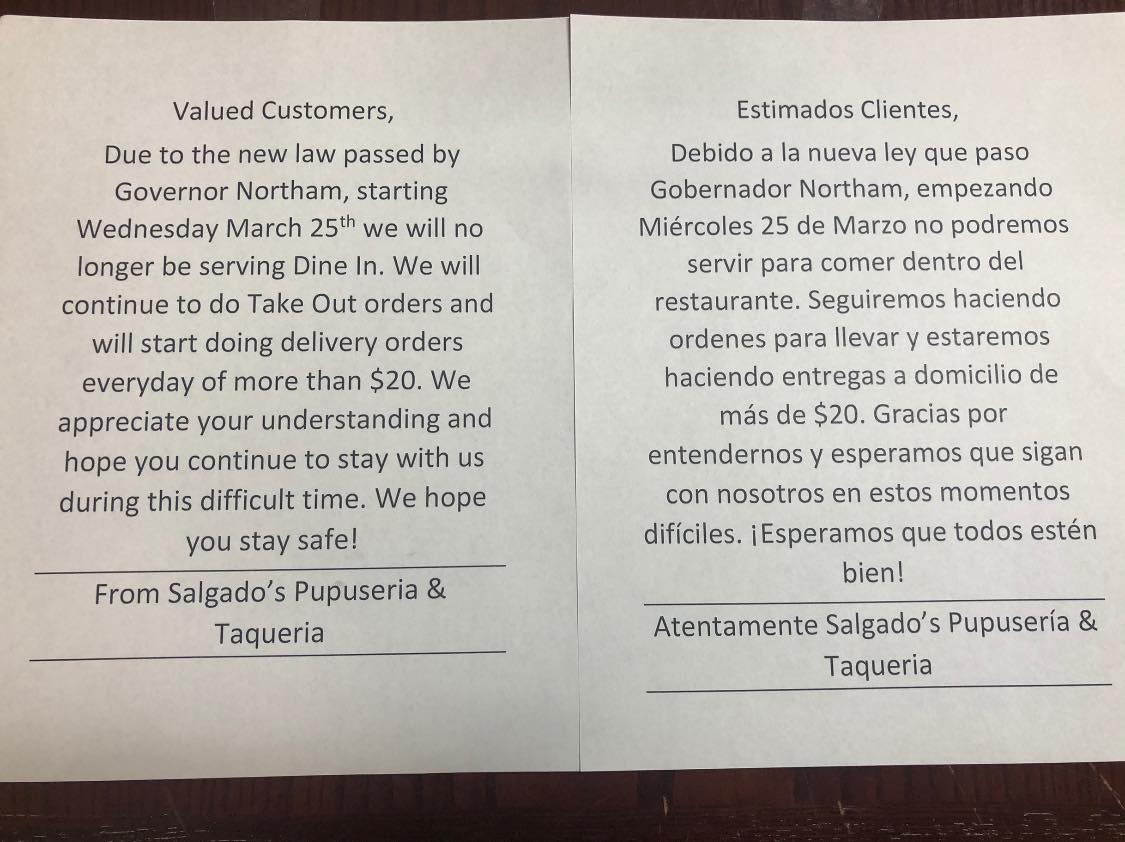 Valued Customers,
Due to the new law passed by
Governor Northam, starting
Wednesday March 25th we will no
longer be serving Dine In. We will
continue to do Take Out orders and
will start doing delivery orders
everyday of more than $20. We
appreciate your understanding and
hope you continue to stay with us
during this difficult time. We hope
you stay safe!
From Salgado’s Pupuseria &
Taqueria
Estimados Clientes,
Debido a la nueva ley que paso
Gobernador Northam, empezando
Miércoles 25 de Marzo no podremos
servir para comer dentro del
restaurante. Seguiremos haciendo
ordenes para llevar y estaremos
haciendo entregas a domicilio de
más de $20. Gracias por
entendernos y esperamos que sigan
con nosotros en estos momentos
difíciles. ¡Esperamos que todos estén
bien!
Atentamente Salgado’s Pupusería &
Taqueria